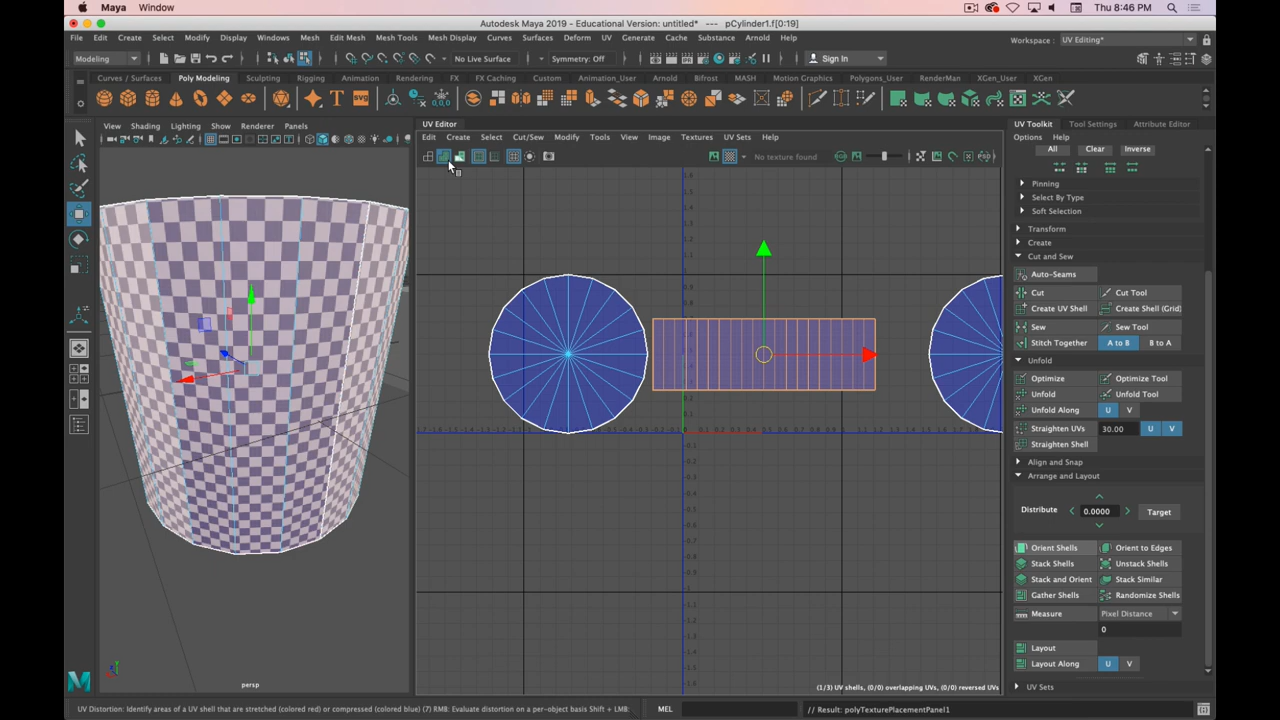 Maya Window Thu 8:46 PM
Autodesk Maya 2019 - Educational Version: untitled* --- pCylinder1.f[0:19]
File Edit Create Select Modify Display Windows Mesh Edit Mesh Mesh Tools Mesh Display Curves Surfaces Deform UV Generate Cache Substance Arnold Help Workspace : UV Editing*
Modeling No Live Surface Symmetry: Off Sign In
Curves / Surfaces Poly Modeling Sculpting Rigging Animation Rendering FX FX Caching Custom Animation_User Arnold Bifrost MASH Motion Graphics Polygons_User RenderMan XGen_User XGen
View Shading Lighting Show Renderer Panels
UV Editor
Edit Create Select Cut/Sew Modify Tools View Image Textures UV Sets Help
No texture found
persp
(1/3) UV shells, (0/0) overlapping UVs, (0/0) reversed UVs
UV Toolkit Tool Settings Attribute Editor
Options Help
All Clear Inverse
Pinning
Select By Type
Soft Selection
Transform
Create
Cut and Sew
Auto-Seams
Cut Cut Tool
Create UV Shell Create Shell (Grid)
Sew Sew Tool
Stitch Together A to B B to A
Unfold
Optimize Optimize Tool
Unfold Unfold Tool
Unfold Along U V
Straighten UVs 30.00 U V
Straighten Shell
Align and Snap
Arrange and Layout
Distribute 0.0000 Target
Orient Shells Orient to Edges
Stack Shells Unstack Shells
Stack and Orient Stack Similar
Gather Shells Randomize Shells
Measure Pixel Distance
0
Layout
Layout Along U V
UV Sets
UV Distortion: Identify areas of a UV shell that are stretched (colored red) or compressed (colored blue) (7) RMB: Evaluate distortion on a per-object basis Shift + LMB: MEL // Result: polyTexturePlacementPanel1